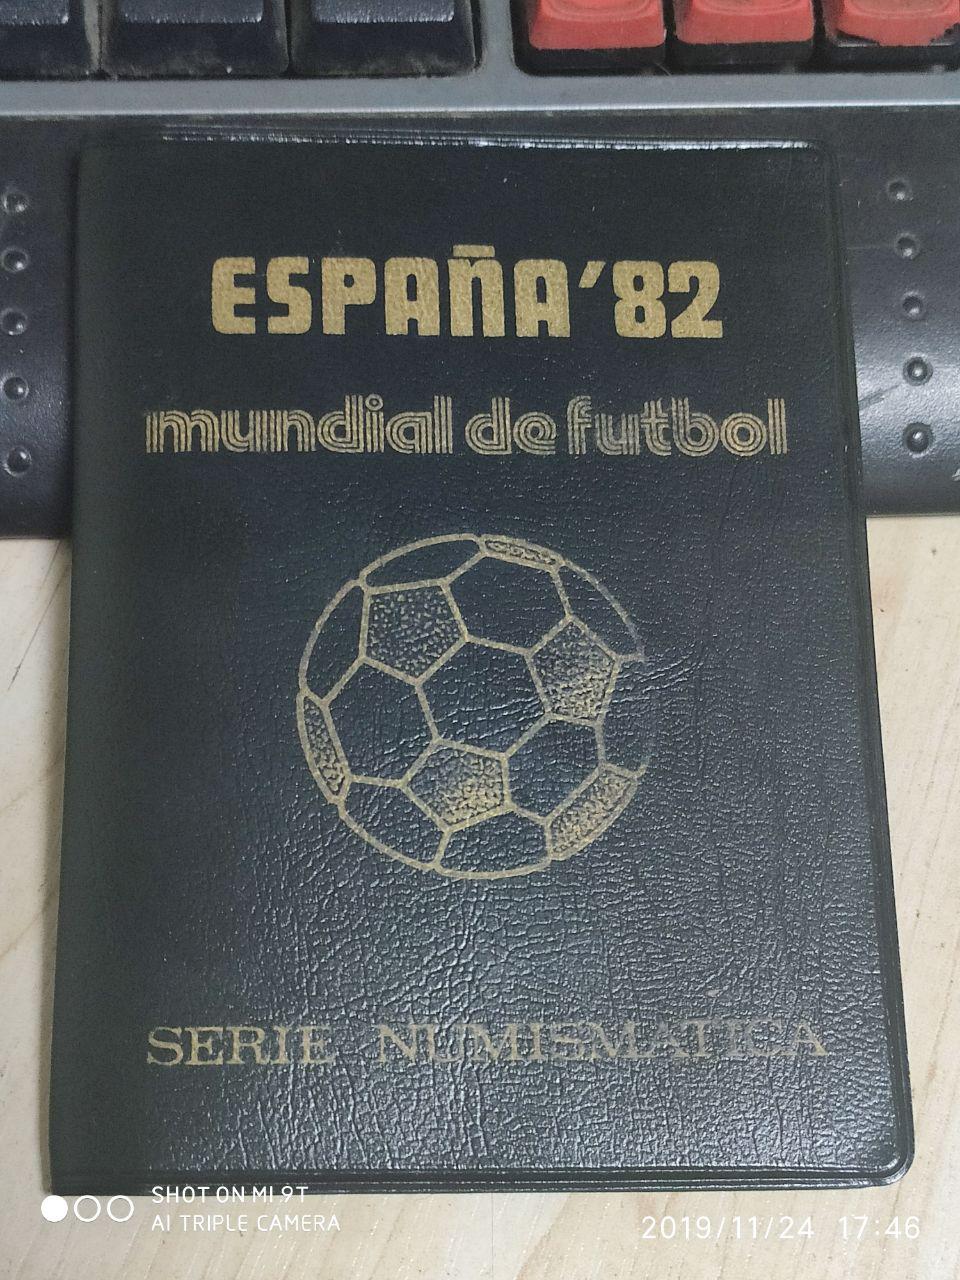 ESPAÑA'82
mundial de futbol
SERIE NUMISMATICA
SHOT ON MI 9T
AI TRIPLE CAMERA
2019/11/24 17:46